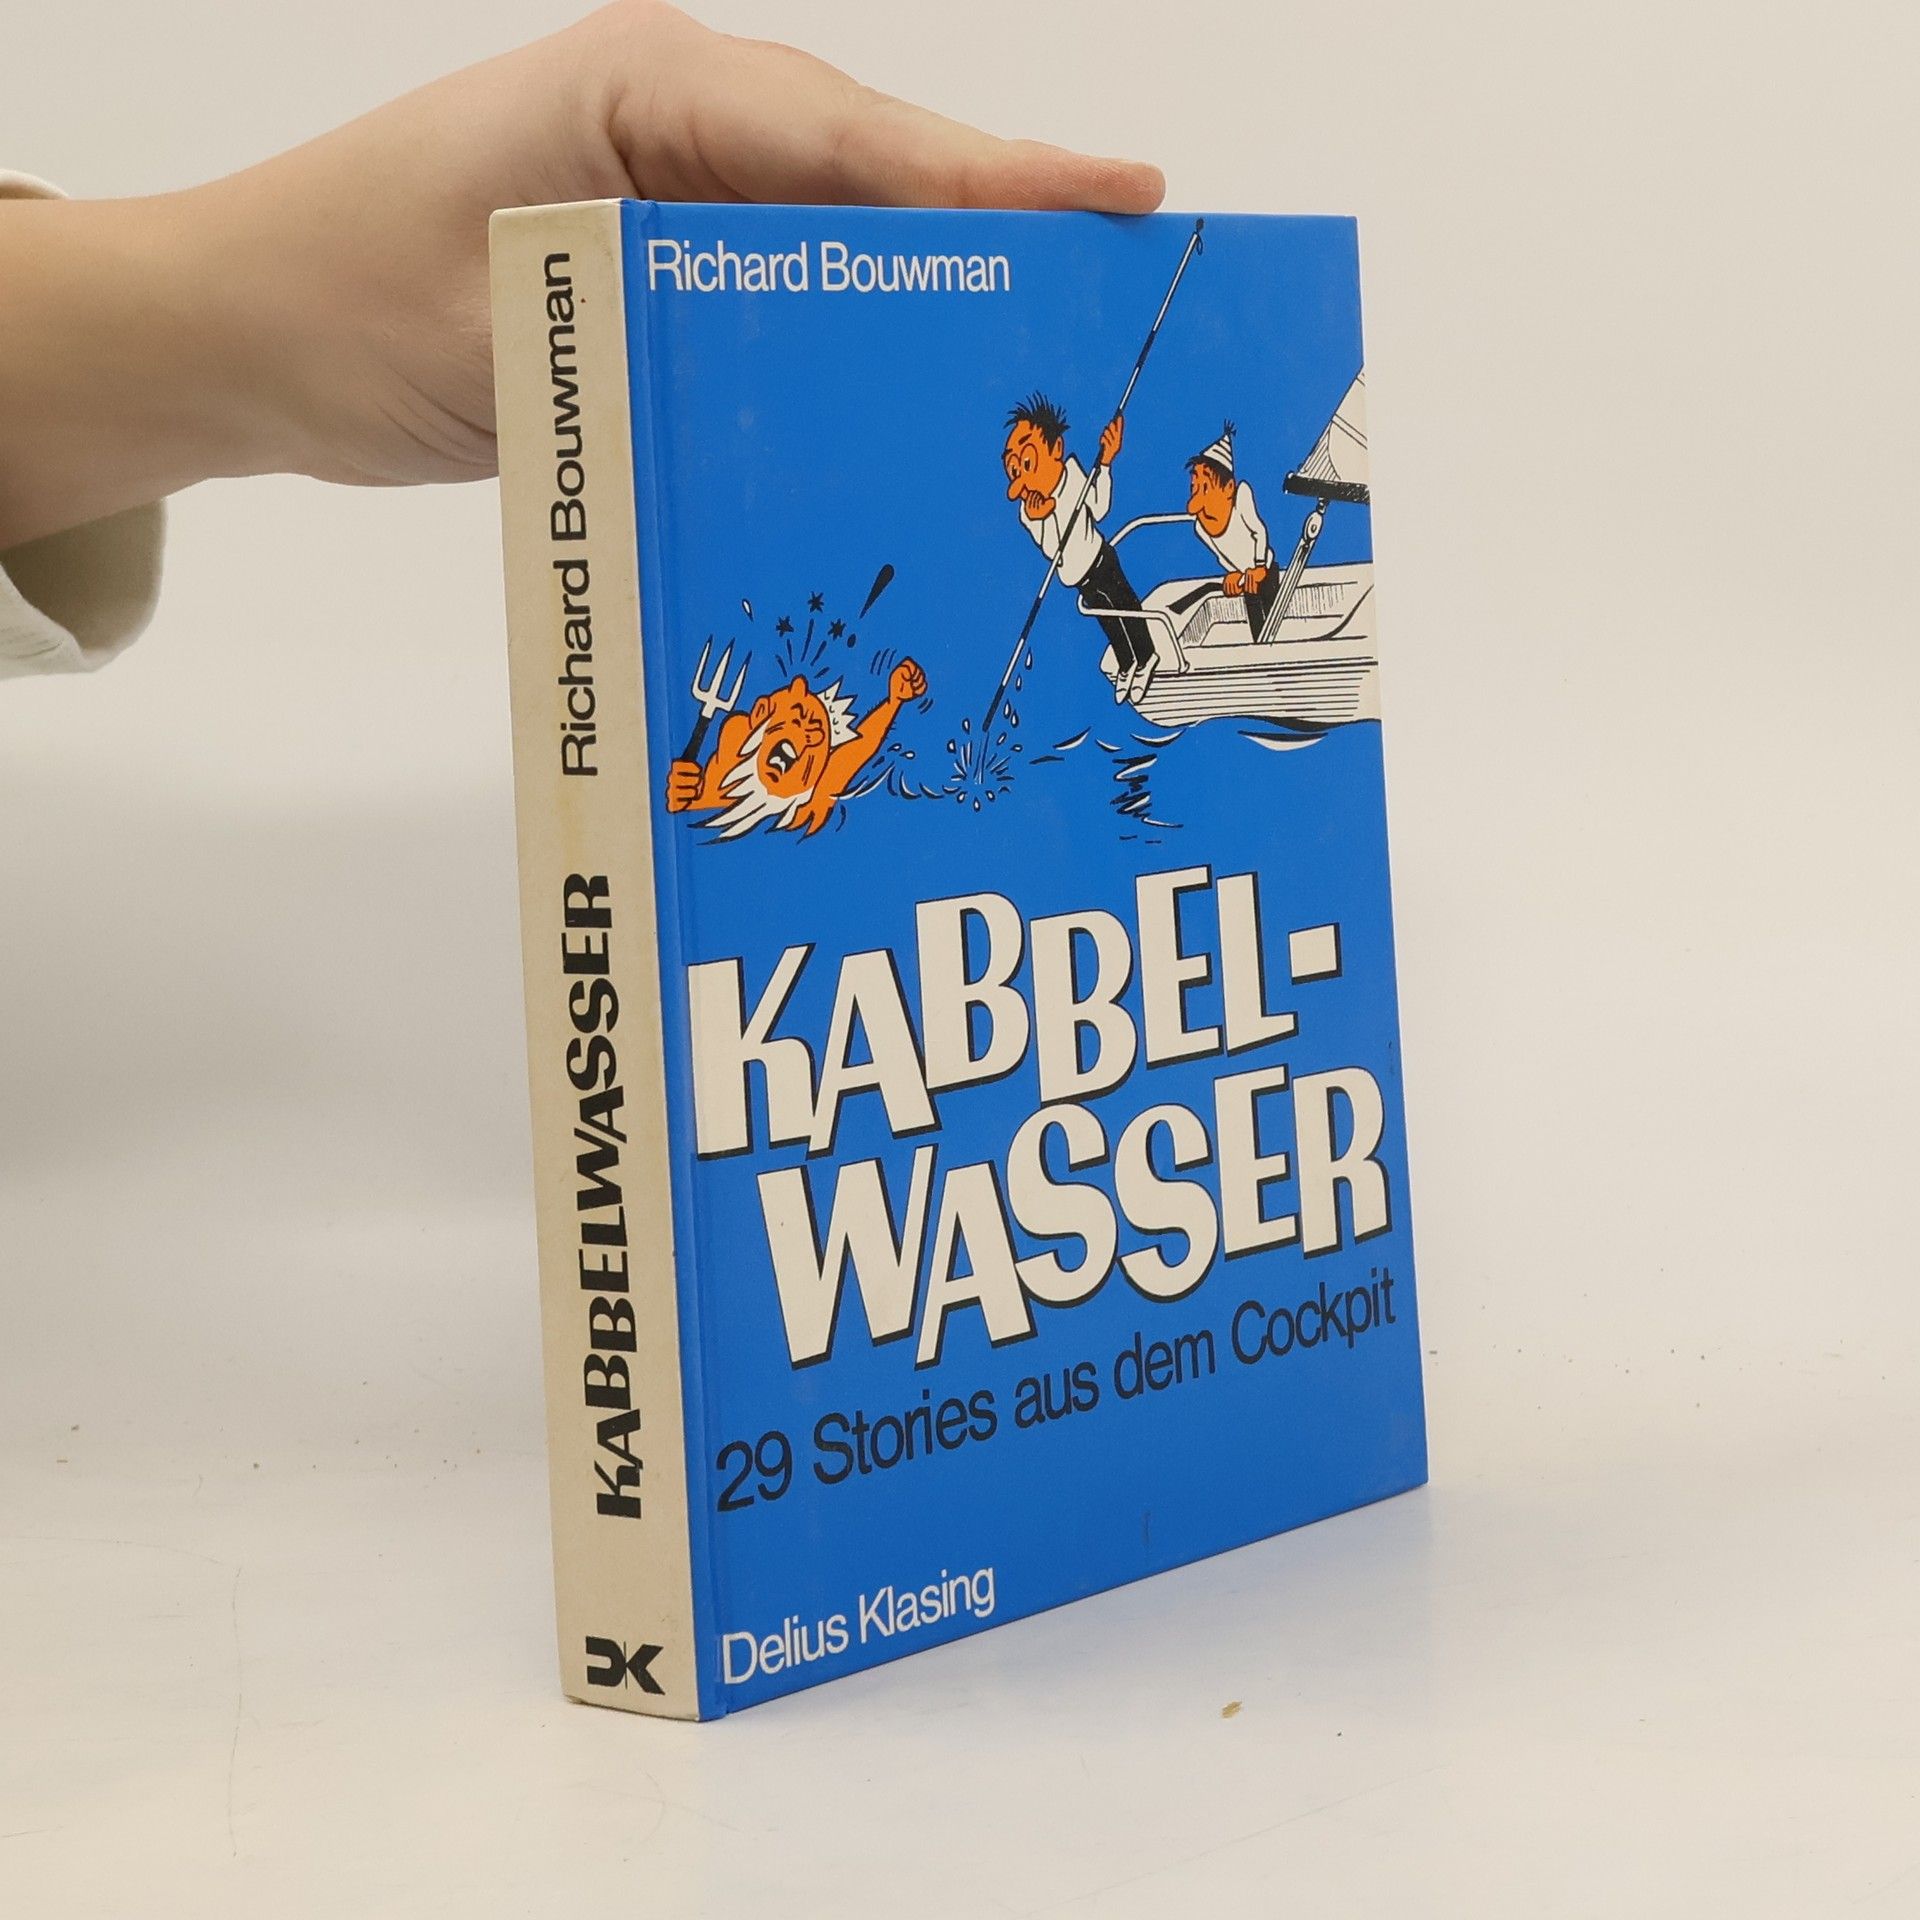 Richard Bouwman
KABBELWASSER
Richard Bouwman
KABBEL-
WASSER
29 Stories aus dem Cockpit
Delius Klasing
DK